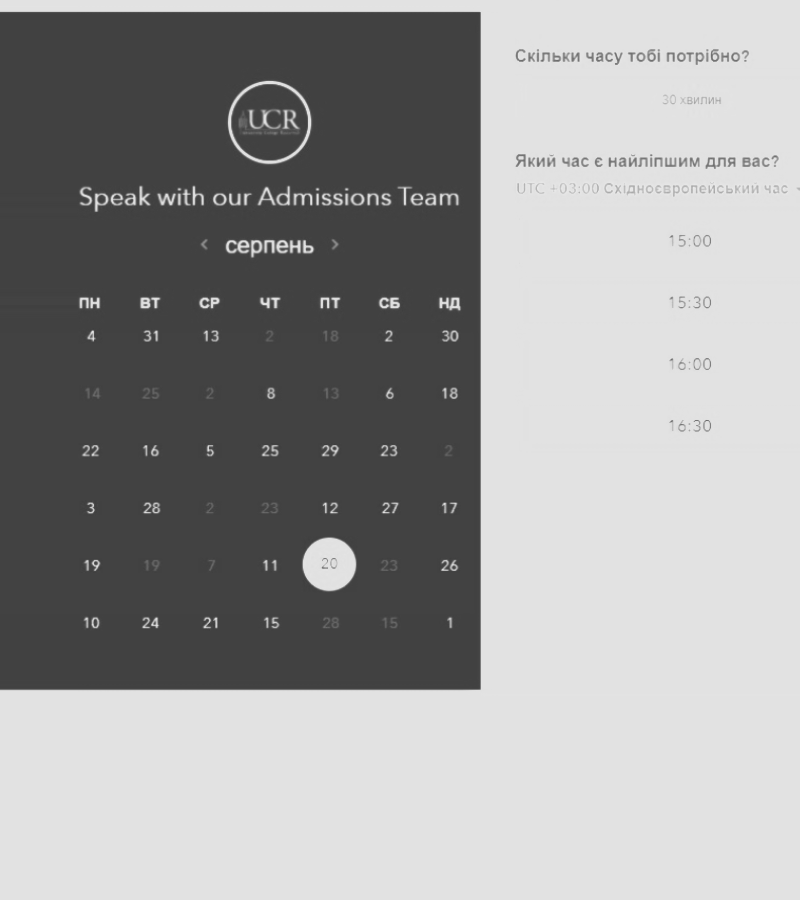 UCR
Speak with our Admissions Team
< серпень >
ПН ВТ СР ЧТ ПТ СБ НД
4 31 13 2 18 2 30
14 25 2 8 13 6 18
22 16 5 25 29 23 2
3 28 2 23 12 27 17
19 19 7 11 20 23 26
10 24 21 15 28 15 1
Скільки часу тобі потрібно?
30 хвилин
Який час є найліпшим для вас?
UTC +03:00 Східноєвропейський час
15:00
15:30
16:00
16:30